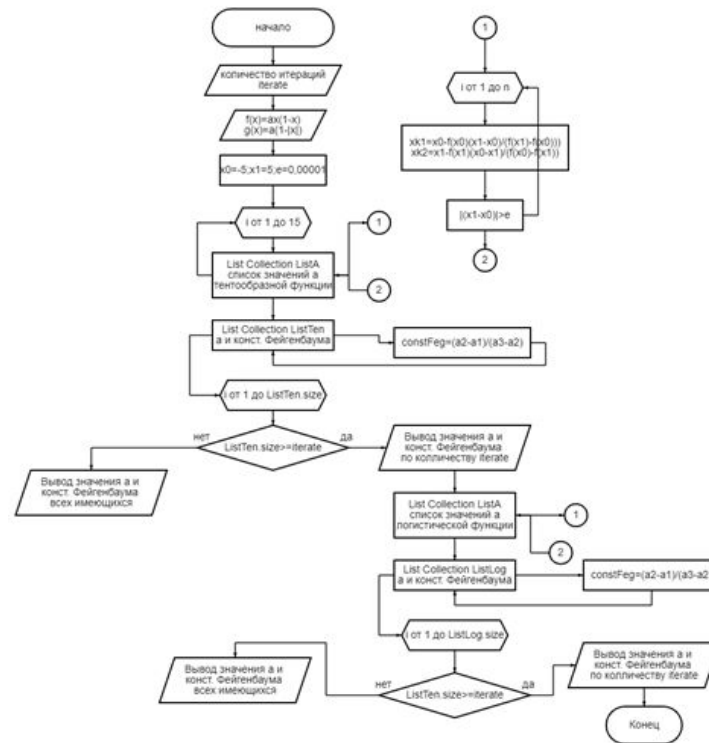 начало
количество итераций
iterate
f(x)=ax(1-x)
g(x)=a(1-|x|)
x0=-5;x1=5;e=0,00001
i от 1 до 15
List Collection ListA
список значений а
тентообразной функции
1
2
List Collection ListTen
а и конст. Фейгенбаума
constFeg=(a2-a1)/(a3-a2)
i от 1 до ListTen.size
ListTen.size>=iterate
нет
да
Вывод значения а и
конст. Фейгенбаума
всех имеющихся
Вывод значения а и
конст. Фейгенбаума
по колличеству iterate
List Collection ListA
список значений а
логистической функции
1
2
List Collection ListLog
а и конст. Фейгенбаума
constFeg=(a2-a1)/(a3-a2
i от 1 до ListLog.size
ListTen.size>=iterate
нет
да
Вывод значения а и
конст. Фейгенбаума
всех имеющихся
Вывод значения а и
конст. Фейгенбаума
по колличеству iterate
Конец
1
i от 1 до n
xk1=x0-f(x0)(x1-x0)/(f(x1)-f(x0)))
xk2=x1-f(x1)(x0-x1)/(f(x0)-f(x1))
|(x1-x0)|>e
2